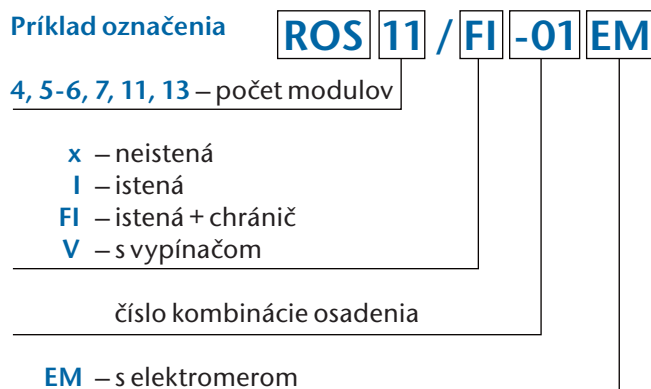 Príklad označenia ROS 11 / FI -01 EM
4, 5-6, 7, 11, 13 – počet modulov
x – neistená
I – istená
FI – istená + chránič
V – s vypínačom
číslo kombinácie osadenia
EM – s elektromerom